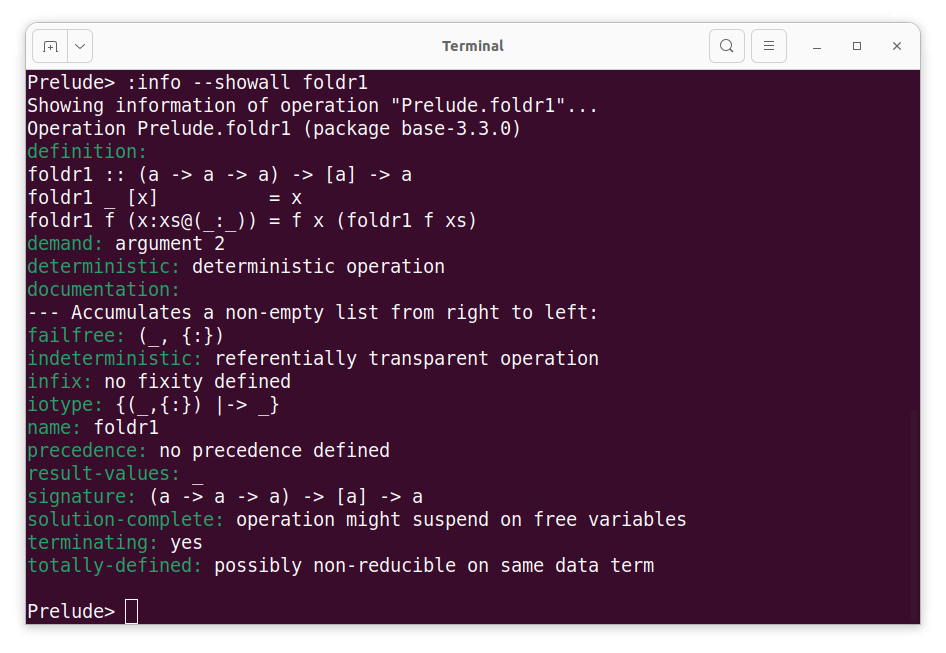 Terminal
Prelude> :info --showall foldr1
Showing information of operation "Prelude.foldr1"...
Operation Prelude.foldr1 (package base-3.3.0)
definition:
foldr1 :: (a -> a -> a) -> [a] -> a
foldr1 _ [x]          = x
foldr1 f (x:xs@(_:_)) = f x (foldr1 f xs)
demand: argument 2
deterministic: deterministic operation
documentation:
--- Accumulates a non-empty list from right to left:
failfree: (_, {:})
indeterministic: referentially transparent operation
infix: no fixity defined
iotype: {(_,{:}) |-> _}
name: foldr1
precedence: no precedence defined
result-values: _
signature: (a -> a -> a) -> [a] -> a
solution-complete: operation might suspend on free variables
terminating: yes
totally-defined: possibly non-reducible on same data term
Prelude>